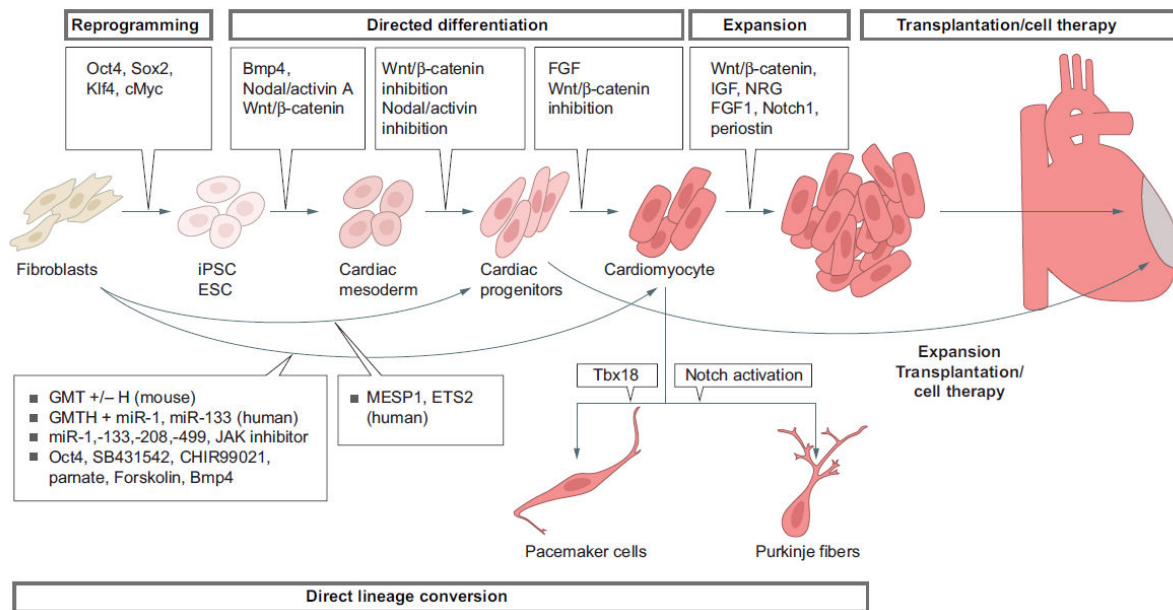 Reprogramming
Directed differentiation
Expansion
Transplantation/cell therapy
Oct4, Sox2,
Klf4, cMyc
Bmp4,
Nodal/activin A
Wnt/β-catenin
Wnt/β-catenin
inhibition
Nodal/activin
inhibition
FGF
Wnt/β-catenin
inhibition
Wnt/β-catenin,
IGF, NRG
FGF1, Notch1,
periostin
Fibroblasts
iPSC
ESC
Cardiac
mesoderm
Cardiac
progenitors
Cardiomyocyte
Expansion
Transplantation/
cell therapy
■ GMT +/– H (mouse)
■ GMTH + miR-1, miR-133 (human)
■ miR-1,-133,-208,-499, JAK inhibitor
■ Oct4, SB431542, CHIR99021,
parnate, Forskolin, Bmp4
■ MESP1, ETS2
(human)
Tbx18
Notch activation
Pacemaker cells
Purkinje fibers
Direct lineage conversion